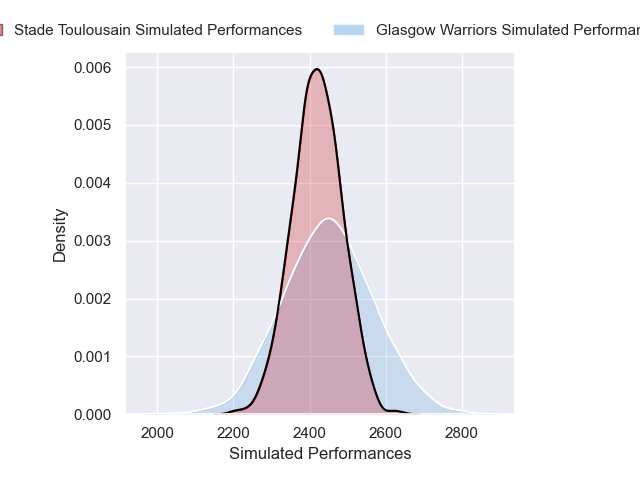 Stade Toulousain Simulated Performances Glasgow Warriors Simulated
0.006
0.005
0.004
0.003
0.002
0.001
0.000
Density
2000 2200 2400 2600 2800
Simulated Performances